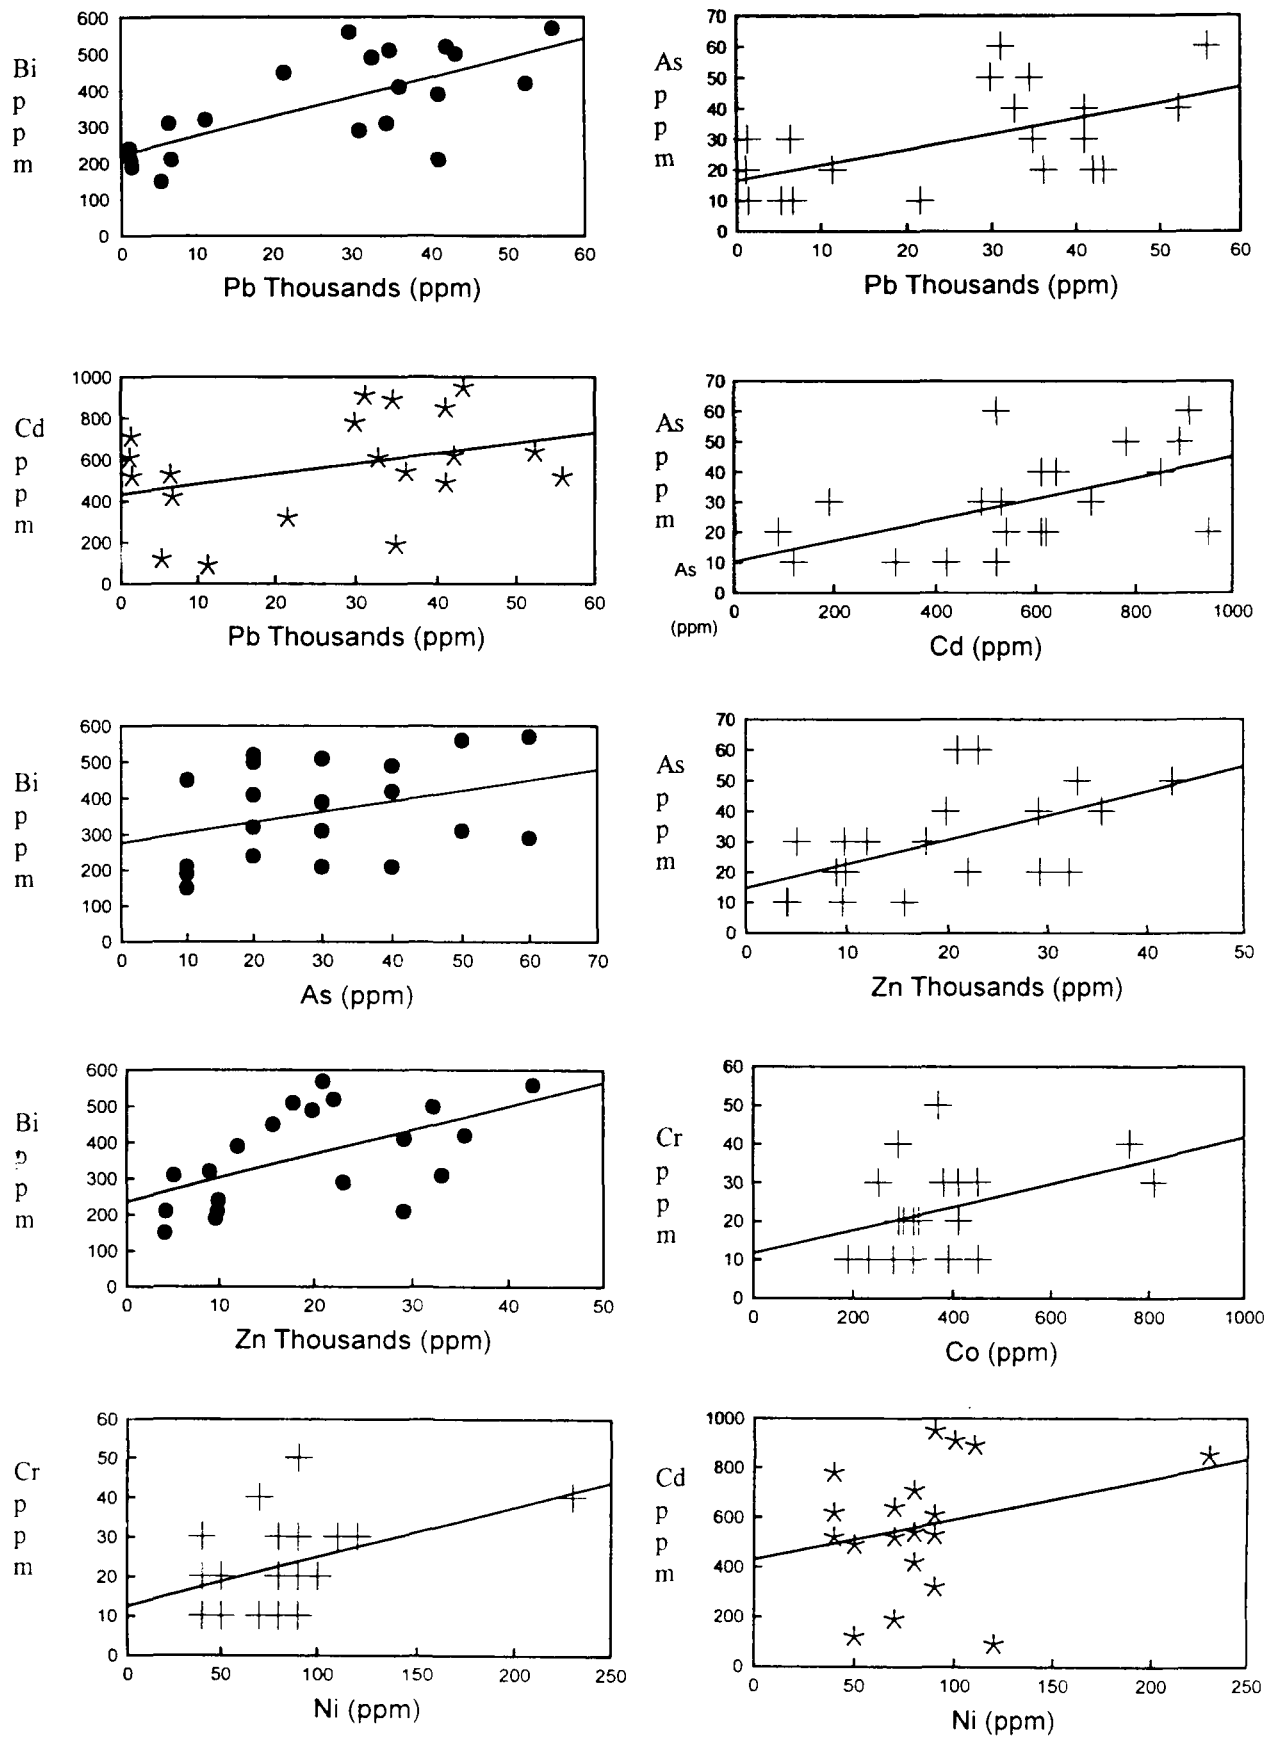 Bi
p
p
m
600
500
400
300
200
100
0
0 10 20 30 40 50 60
Pb Thousands (ppm)
As
p
p
m
70
60
50
40
30
20
10
0
0 10 20 30 40 50 60
Pb Thousands (ppm)
Cd
p
p
m
1000
800
600
400
200
0
0 10 20 30 40 50 60
Pb Thousands (ppm)
As
p
p
m
As
(ppm)
70
60
50
40
30
20
10
0
0 200 400 600 800 1000
Cd (ppm)
Bi
p
p
m
600
500
400
300
200
100
0
0 10 20 30 40 50 60 70
As (ppm)
As
p
p
m
70
60
50
40
30
20
10
0
0 10 20 30 40 50
Zn Thousands (ppm)
Bi
p
p
m
600
500
400
300
200
100
0
0 10 20 30 40 50
Zn Thousands (ppm)
Cr
p
p
m
60
50
40
30
20
10
0
0 200 400 600 800 1000
Co (ppm)
Cr
p
p
m
60
50
40
30
20
10
0
0 50 100 150 200 250
Ni (ppm)
Cd
p
p
m
1000
800
600
400
200
0
0 50 100 150 200 250
Ni (ppm)